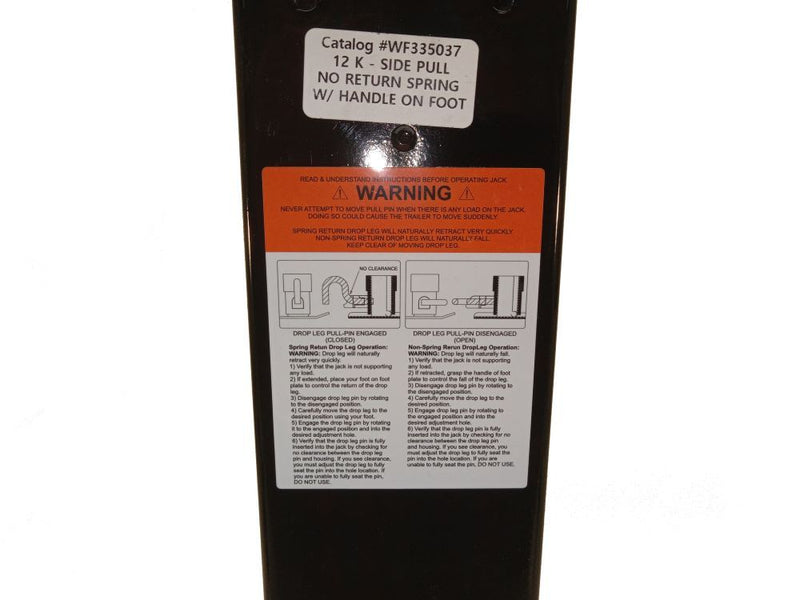 Catalog #WF335037
12 K - SIDE PULL
NO RETURN SPRING
W/ HANDLE ON FOOT
READ & UNDERSTAND INSTRUCTIONS BEFORE OPERATING JACK
WARNING
NEVER ATTEMPT TO MOVE PULL PIN WHEN THERE IS ANY LOAD ON THE JACK.
DOING SO COULD CAUSE THE TRAILER TO MOVE SUDDENLY.
SPRING RETURN DROP LEG WILL NATURALLY RETRACT VERY QUICKLY.
NON-SPRING RETURN DROP LEG WILL NATURALLY FALL.
KEEP CLEAR OF MOVING DROP LEG.
NO CLEARANCE
DROP LEG PULL-PIN ENGAGED
(CLOSED)
Spring Retun Drop Leg Operation:
WARNING: Drop leg will naturally
retract very quickly.
1) Verify that the jack is not supporting
any load.
2) If extended, place your foot on foot
plate to control the return of the drop
leg.
3) Disengage drop leg pin by rotating
to the disengaged position.
4) Carefully move the drop leg to the
desired position using your foot.
5) Engage the drop leg pin by rotating
it to the engaged position and into the
desired adjustment hole.
6) Verify that the drop leg pin is fully
inserted into the jack by checking for
no clearance between the drop leg
pin and housing. If you see clearance,
you must adjust the drop leg to fully
seat the pin into the hole location. If
you are unable to fully seat the pin,
DO NOT USE.
DROP LEG PULL-PIN DISENGAGED
(OPEN)
Non-Spring Rerun DropLeg Operation:
WARNING: Drop leg will naturally fall.
1) Verify that the jack is not supporting
any load.
2) If retracted, grasp the handle of foot
plate to control the fall of the drop leg.
3) Disengage drop leg pin by rotating to
the disengaged position.
4) Carefully move the drop leg to the
desired position.
5) Engage drop leg pin by rotating to
the engaged position and into the
desired adjustment hole.
6) Verify that the drop leg pin is fully
inserted into the jack by checking for no
clearance between the drop leg pin
and housing. If you see clearance, you
must adjust the drop leg to fully seat
the pin into the hole location. If you are
unable to fully seat the pin, DO NOT USE.